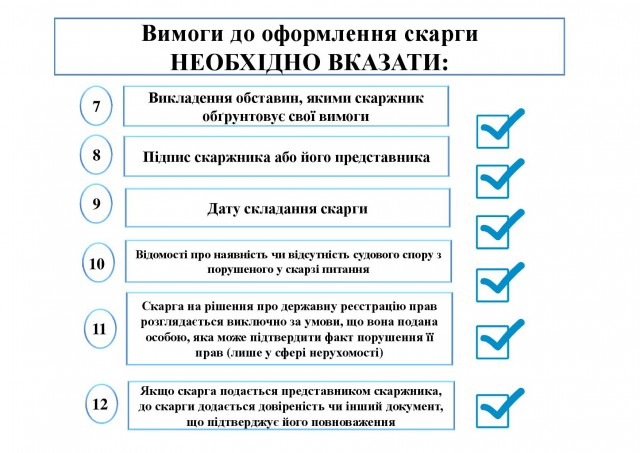 Вимоги до оформлення скарги
НЕОБХІДНО ВКАЗАТИ:
7
Викладення обставин, якими скаржник
обґрунтовує свої вимоги
8
Підпис скаржника або його представника
9
Дату складання скарги
10
Відомості про наявність чи відсутність судового спору з
порушеного у скарзі питання
11
Скарга на рішення про державну реєстрацію прав
розглядається виключно за умови, що вона подана
особою, яка може підтвердити факт порушення її
прав (лише у сфері нерухомості)
12
Якщо скарга подається представником скаржника,
до скарги додається довіреність чи інший документ,
що підтверджує його повноваження